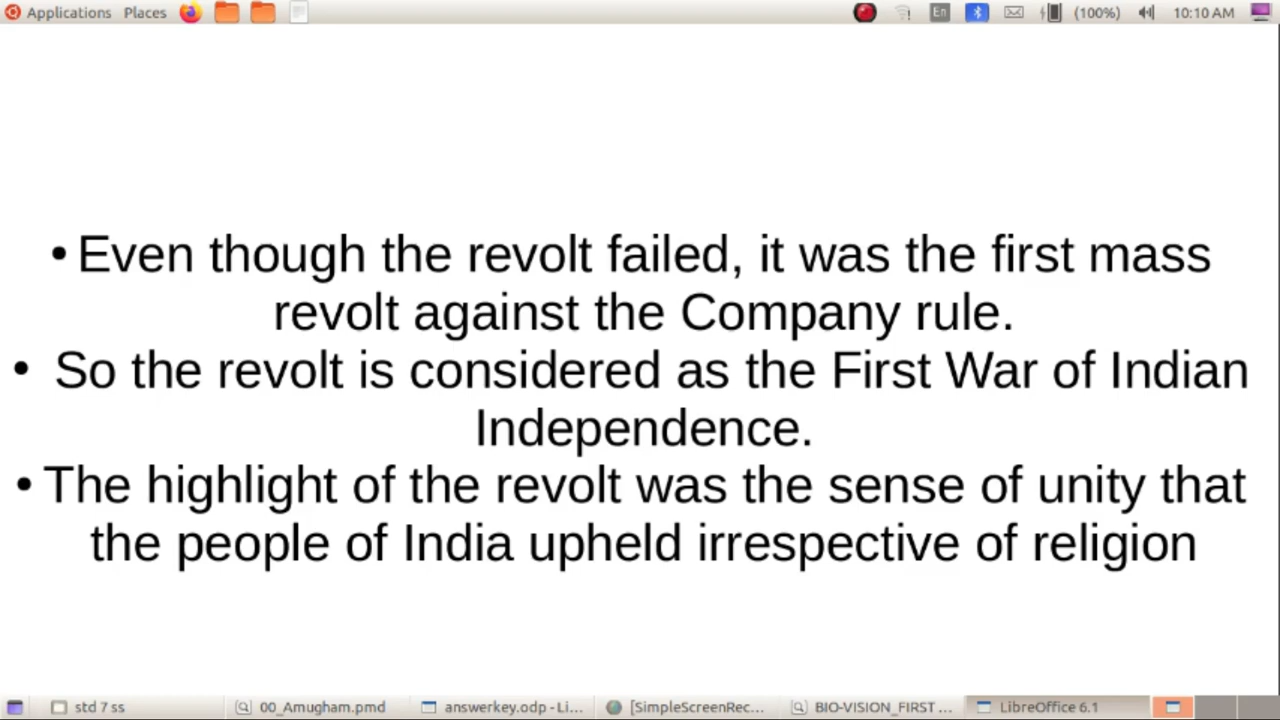 Applications Places En (100%) 10:10 AM
• Even though the revolt failed, it was the first mass
revolt against the Company rule.
• So the revolt is considered as the First War of Indian
Independence.
• The highlight of the revolt was the sense of unity that
the people of India upheld irrespective of religion
std 7 ss 00_Amugham.pmd answerkey.odp - Li... [SimpleScreenRec... BIO-VISION_FIRST ... LibreOffice 6.1